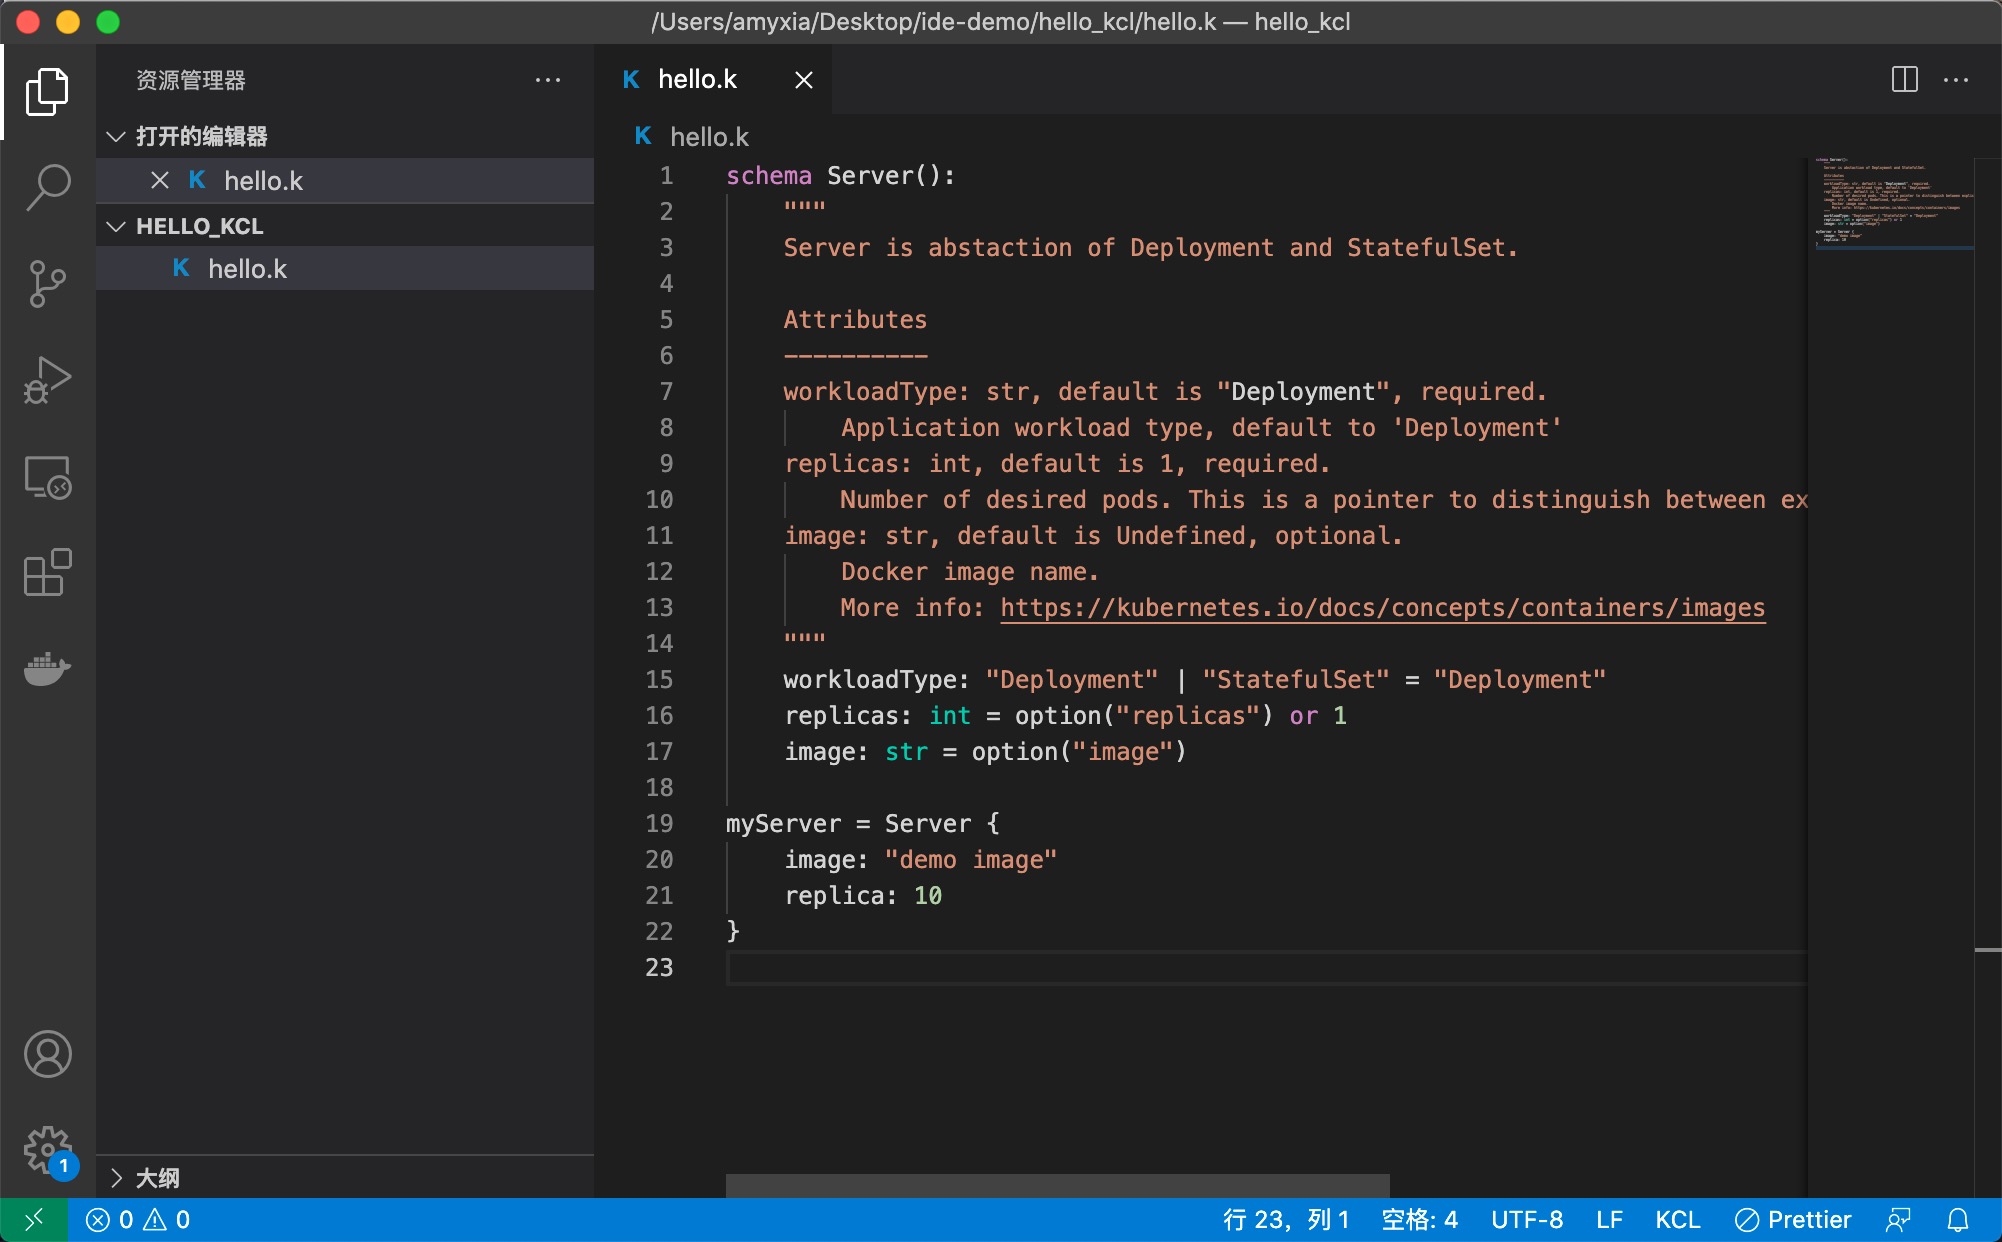 /Users/amyxia/Desktop/ide-demo/hello_kcl/hello.k — hello_kcl
资源管理器
打开的编辑器
K hello.k
HELLO_KCL
K hello.k
大纲
K hello.k
K hello.k
1 schema Server():
2 """
3 Server is abstaction of Deployment and StatefulSet.
4
5 Attributes
6 ----------
7 workloadType: str, default is "Deployment", required.
8 Application workload type, default to 'Deployment'
9 replicas: int, default is 1, required.
10 Number of desired pods. This is a pointer to distinguish between ex
11 image: str, default is Undefined, optional.
12 Docker image name.
13 More info: https://kubernetes.io/docs/concepts/containers/images
14 """
15 workloadType: "Deployment" | "StatefulSet" = "Deployment"
16 replicas: int = option("replicas") or 1
17 image: str = option("image")
18
19 myServer = Server {
20 image: "demo image"
21 replica: 10
22 }
23
1
0 0 行 23，列 1 空格: 4 UTF-8 LF KCL Prettier